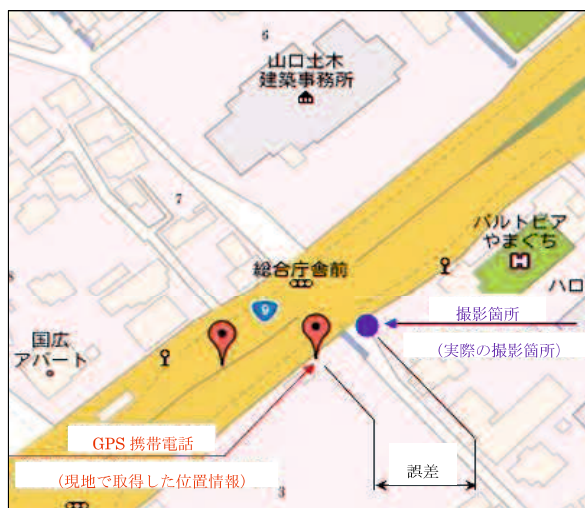 6
山口土木
建築事務所
7
パルトピア
やまぐち
H
ハロ
総合庁舎前
9
国広
アパート
撮影箇所
(実際の撮影箇所)
GPS 携帯電話
(現地で取得した位置情報)
誤差
3